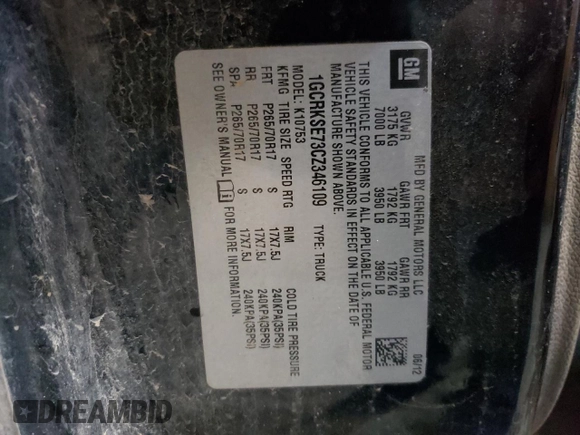 GM
MFD BY GENERAL MOTORS LLC
06/12
GVWR GAWR FRT GAWR RR
3175 KG 1792 KG 1792 KG
7000 LB 3950 LB 3950 LB
THIS VEHICLE CONFORMS TO ALL APPLICABLE U.S. FEDERAL MOTOR
VEHICLE SAFETY STANDARDS IN EFFECT ON THE DATE OF
MANUFACTURE SHOWN ABOVE.
1GCRKSE73CZ346109 TYPE: TRUCK
MODEL: K10753
KFMG TIRE SIZE SPEED RTG RIM COLD TIRE PRESSURE
FRT P265/70R17 S 17X7.5J 240KPA(35PSI)
RR P265/70R17 S 17X7.5J 240KPA(35PSI)
SP P265/70R17 S 17X7.5J 240KPA(35PSI)
SEE OWNER'S MANUAL FOR MORE INFORMATION.
DREAMBID